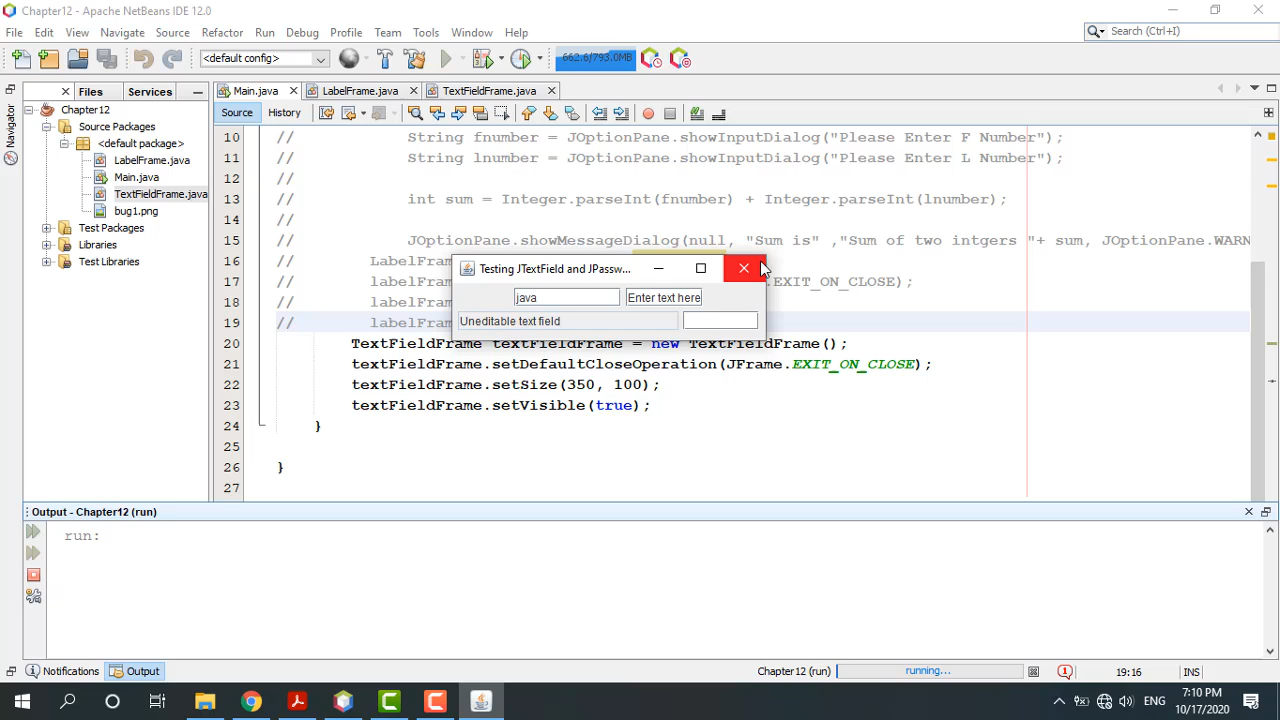 Chapter12 - Apache NetBeans IDE 12.0
File Edit View Navigate Source Refactor Run Debug Profile Team Tools Window Help
Search (Ctrl+I)
<default config>
662.6/793.0MB
Files Services
Main.java LabelFrame.java TextFieldFrame.java
Navigator
Source History
Chapter12
Source Packages
<default package>
LabelFrame.java
Main.java
TextFieldFrame.java
bug1.png
Test Packages
Libraries
Test Libraries
10 // String fnumber = JOptionPane.showInputDialog("Please Enter F Number");
11 // String lnumber = JOptionPane.showInputDialog("Please Enter L Number");
12 //
13 // int sum = Integer.parseInt(fnumber) + Integer.parseInt(lnumber);
14 //
15 // JOptionPane.showMessageDialog(null, "Sum is" ,"Sum of two intgers "+ sum, JOptionPane.WARN
16 // LabelFram
17 // labelFram .EXIT_ON_CLOSE);
18 // labelFram
19 // labelFram
20 TextFieldFrame textFieldFrame = new TextFieldFrame();
21 textFieldFrame.setDefaultCloseOperation(JFrame.EXIT_ON_CLOSE);
22 textFieldFrame.setSize(350, 100);
23 textFieldFrame.setVisible(true);
24 }
25
26 }
27
Testing JTextField and JPassw...
java Enter text here
Uneditable text field
Output - Chapter12 (run)
run:
Notifications Output
Chapter12 (run) running... 1 19:16 INS
ENG
7:10 PM
10/17/2020